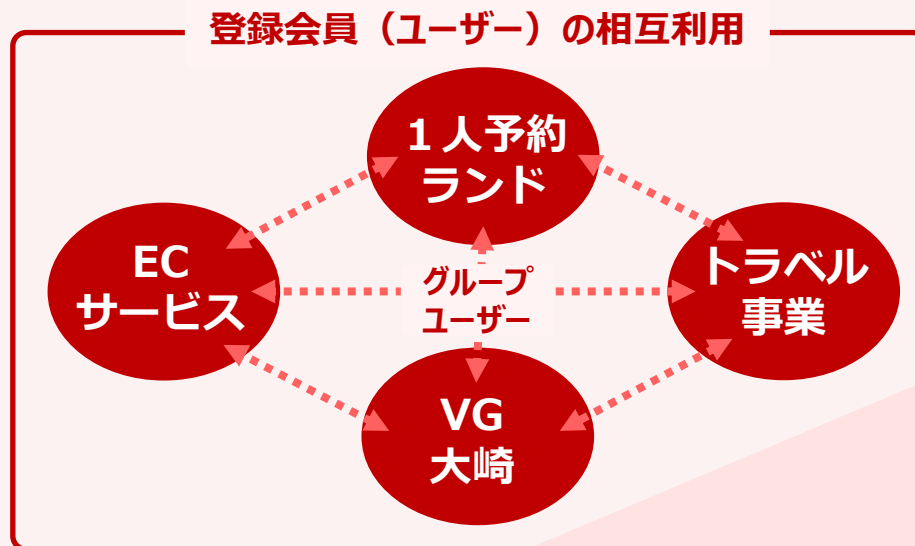 登録会員（ユーザー）の相互利用
１人予約
ランド
EC
サービス
グループ
ユーザー
トラベル
事業
VG
大崎